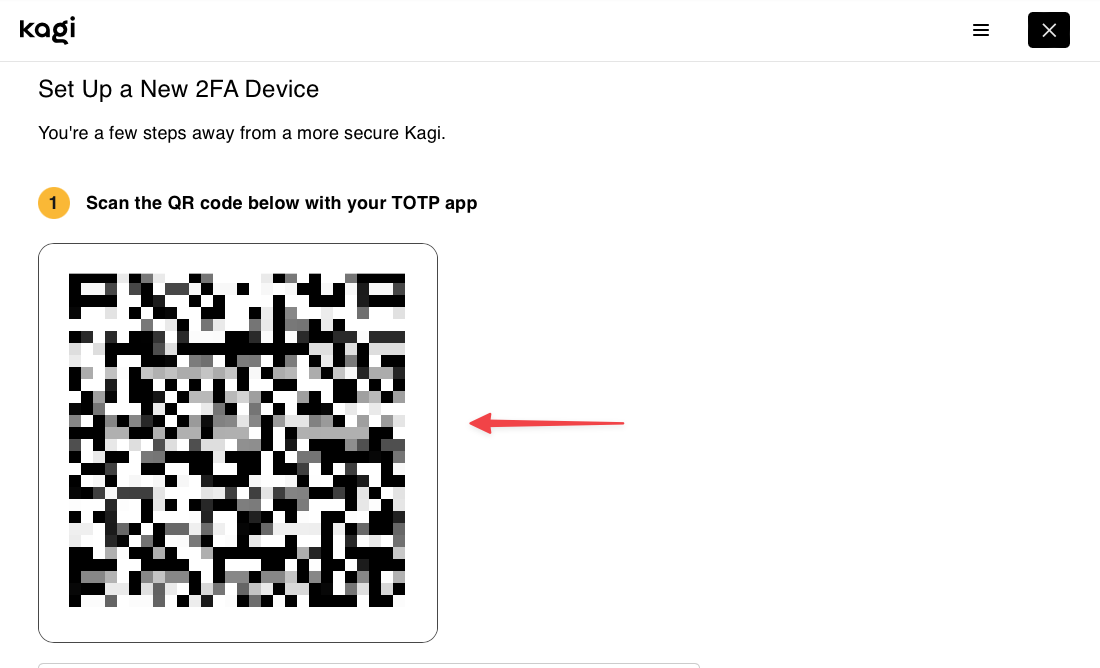 kagi
Set Up a New 2FA Device
You're a few steps away from a more secure Kagi.
1 Scan the QR code below with your TOTP app